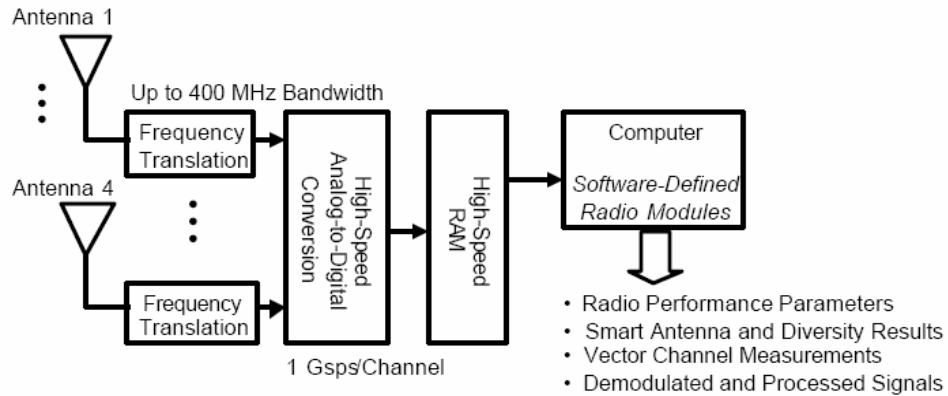 Antenna 1
Up to 400 MHz Bandwidth
Frequency
Translation
Antenna 4
Frequency
Translation
High-Speed
Analog-to-Digital
Conversion
1 Gsps/Channel
High-Speed
RAM
Computer
Software-Defined
Radio Modules
• Radio Performance Parameters
• Smart Antenna and Diversity Results
• Vector Channel Measurements
• Demodulated and Processed Signals